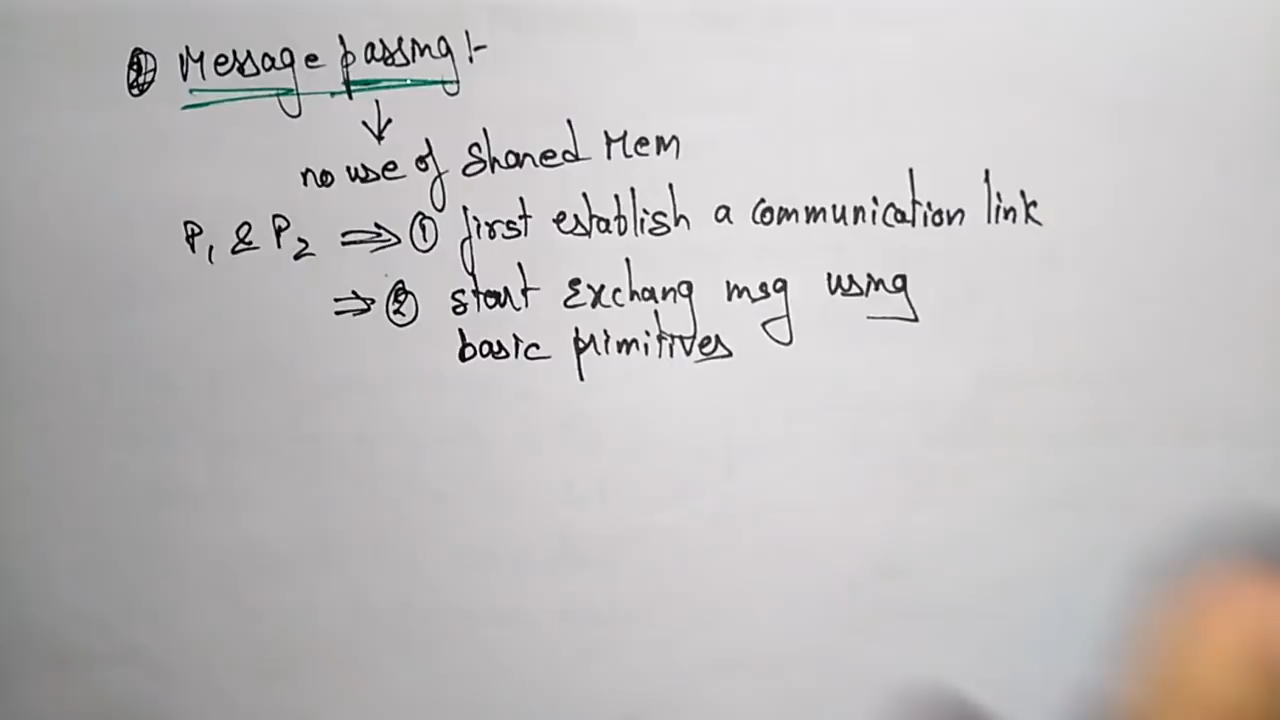 ② Message passing :-
↓
no use of Shared Mem
P₁ & P₂ ⇒ ① first establish a communication link
⇒ ② start Exchang msg using
basic primitives